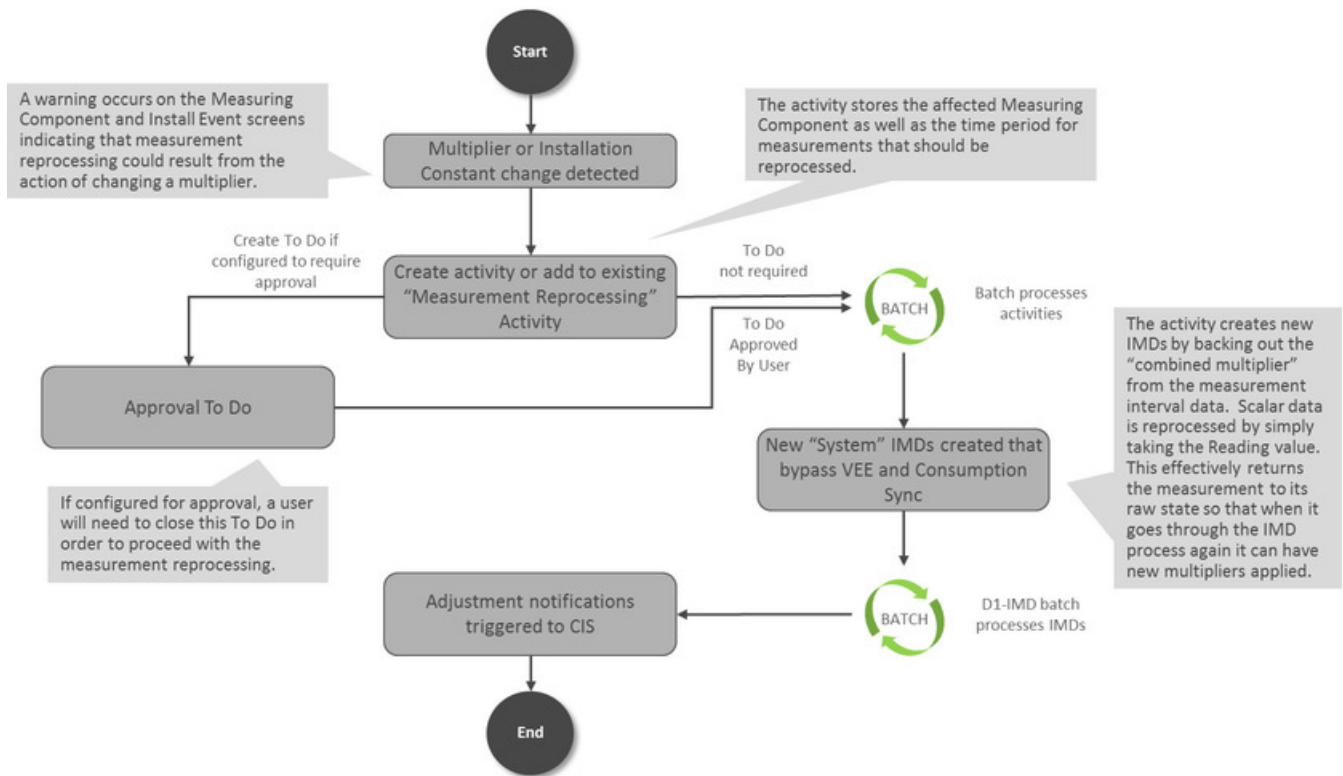 Start
A warning occurs on the Measuring
Component and Install Event screens
indicating that measurement
reprocessing could result from the
action of changing a multiplier.
The activity stores the affected Measuring
Component as well as the time period for
measurements that should be
reprocessed.
Multiplier or Installation
Constant change detected
Create To Do if
configured to require
approval
Create activity or add to existing
“Measurement Reprocessing”
Activity
To Do
not required
To Do
Approved
By User
BATCH
Batch processes
activities
Approval To Do
The activity creates new
IMDs by backing out the
“combined multiplier”
from the measurement
interval data.  Scalar data
is reprocessed by simply
taking the Reading value.
This effectively returns
the measurement to its
raw state so that when it
goes through the IMD
process again it can have
new multipliers applied.
New “System” IMDs created that
bypass VEE and Consumption
Sync
If configured for approval, a user
will need to close this To Do in
order to proceed with the
measurement reprocessing.
Adjustment notifications
triggered to CIS
BATCH
D1-IMD batch
processes IMDs
End